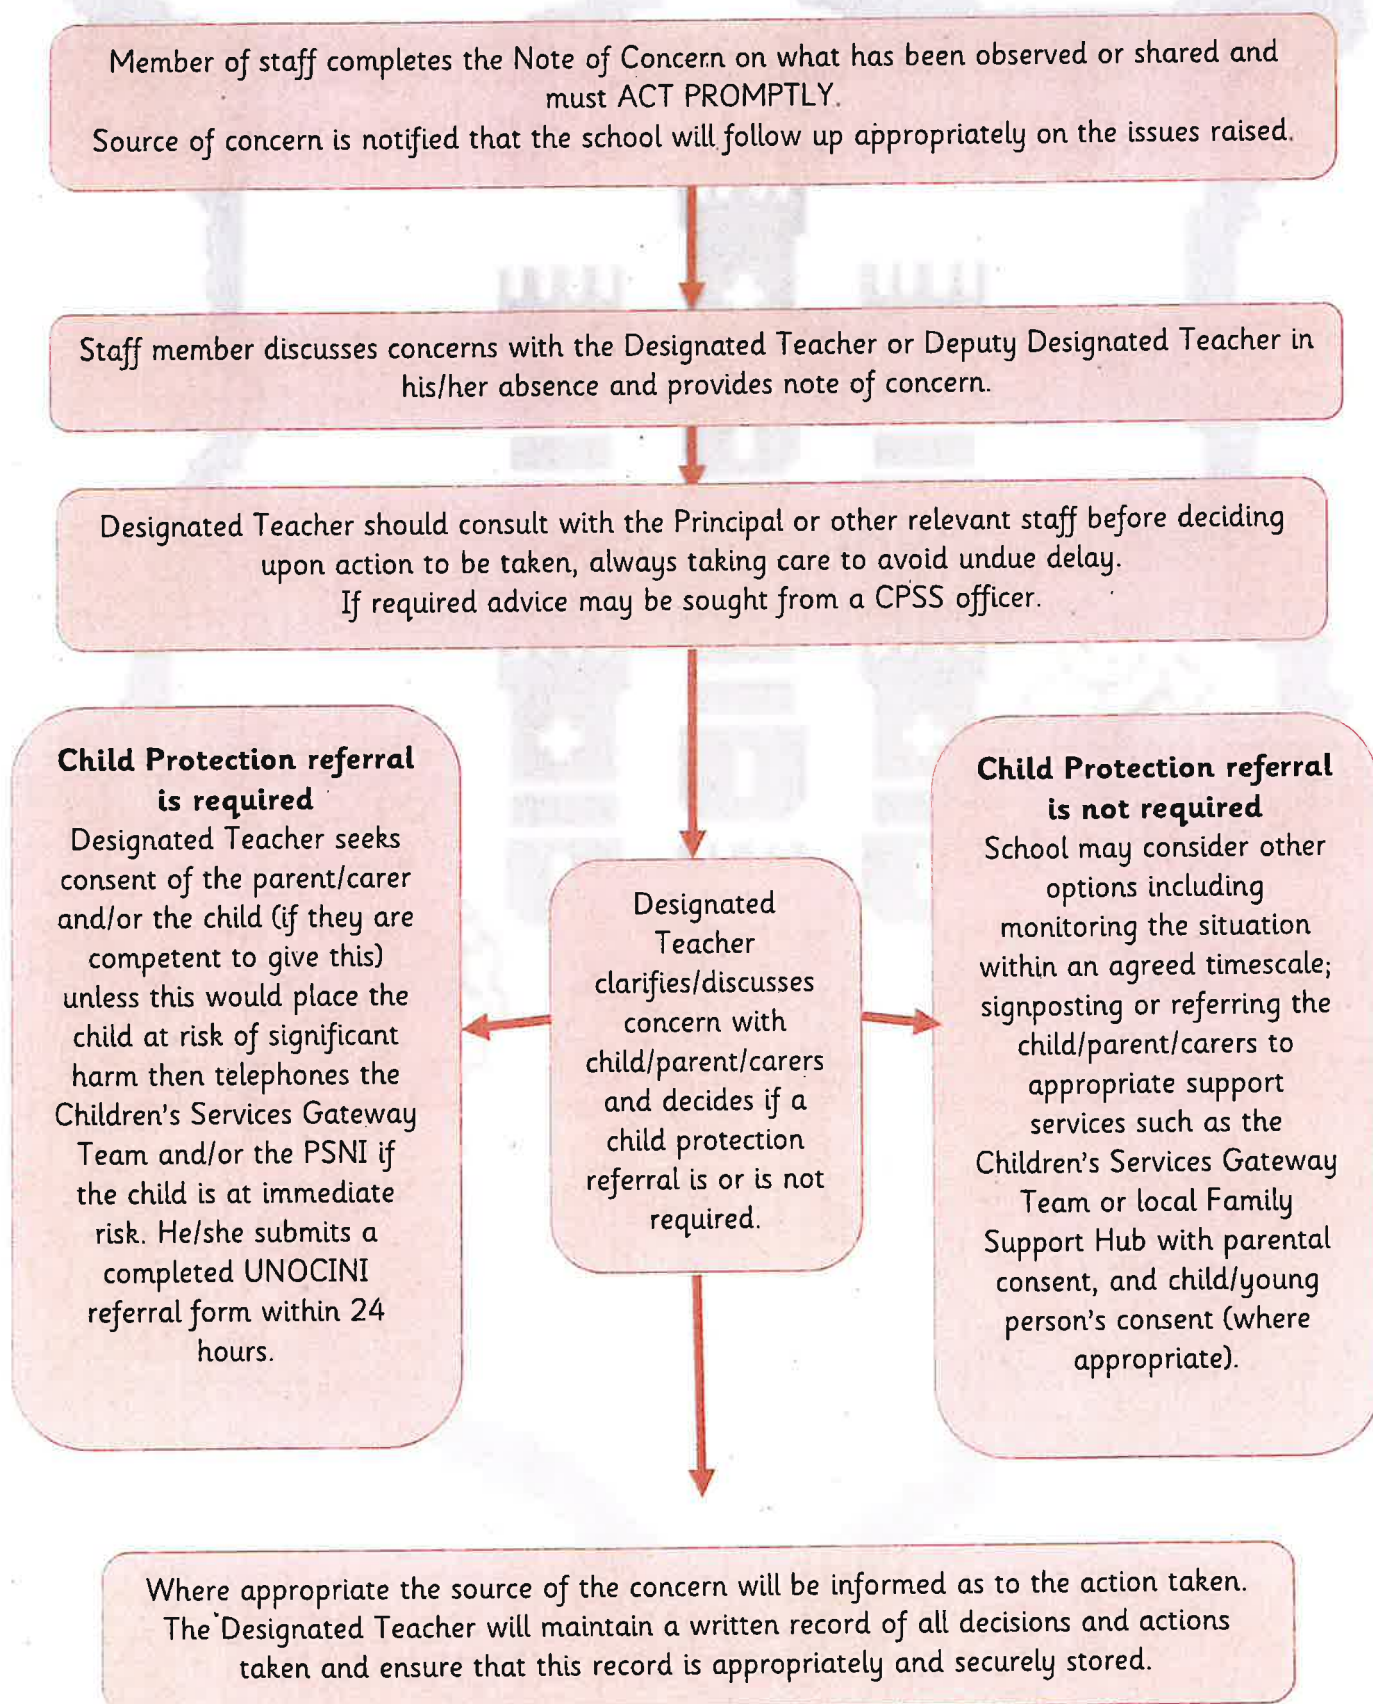 Member of staff completes the Note of Concern on what has been observed or shared and
must ACT PROMPTLY.
Source of concern is notified that the school will follow up appropriately on the issues raised.
Staff member discusses concerns with the Designated Teacher or Deputy Designated Teacher in
his/her absence and provides note of concern.
Designated Teacher should consult with the Principal or other relevant staff before deciding
upon action to be taken, always taking care to avoid undue delay.
If required advice may be sought from a CPSS officer.
Child Protection referral
is required
Designated Teacher seeks
consent of the parent/carer
and/or the child (if they are
competent to give this)
unless this would place the
child at risk of significant
harm then telephones the
Children's Services Gateway
Team and/or the PSNI if
the child is at immediate
risk. He/she submits a
completed UNOCINI
referral form within 24
hours.
Designated
Teacher
clarifies/discusses
concern with
child/parent/carers
and decides if a
child protection
referral is or is not
required.
Child Protection referral
is not required
School may consider other
options including
monitoring the situation
within an agreed timescale;
signposting or referring the
child/parent/carers to
appropriate support
services such as the
Children's Services Gateway
Team or local Family
Support Hub with parental
consent, and child/young
person's consent (where
appropriate).
Where appropriate the source of the concern will be informed as to the action taken.
The Designated Teacher will maintain a written record of all decisions and actions
taken and ensure that this record is appropriately and securely stored.